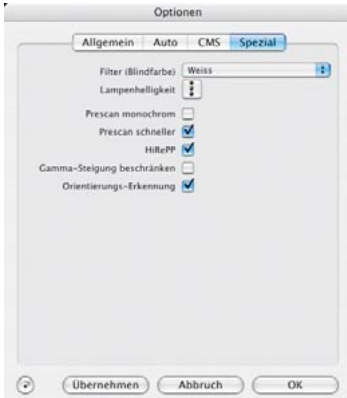 Optionen
Allgemein Auto CMS Spezial
Filter (Blindfarbe) Weiss
Lampenhelligkeit
Prescan monochrom
Prescan schneller
HiRePP
Gamma-Steigung beschränken
Orientierungs-Erkennung
Übernehmen Abbruch OK